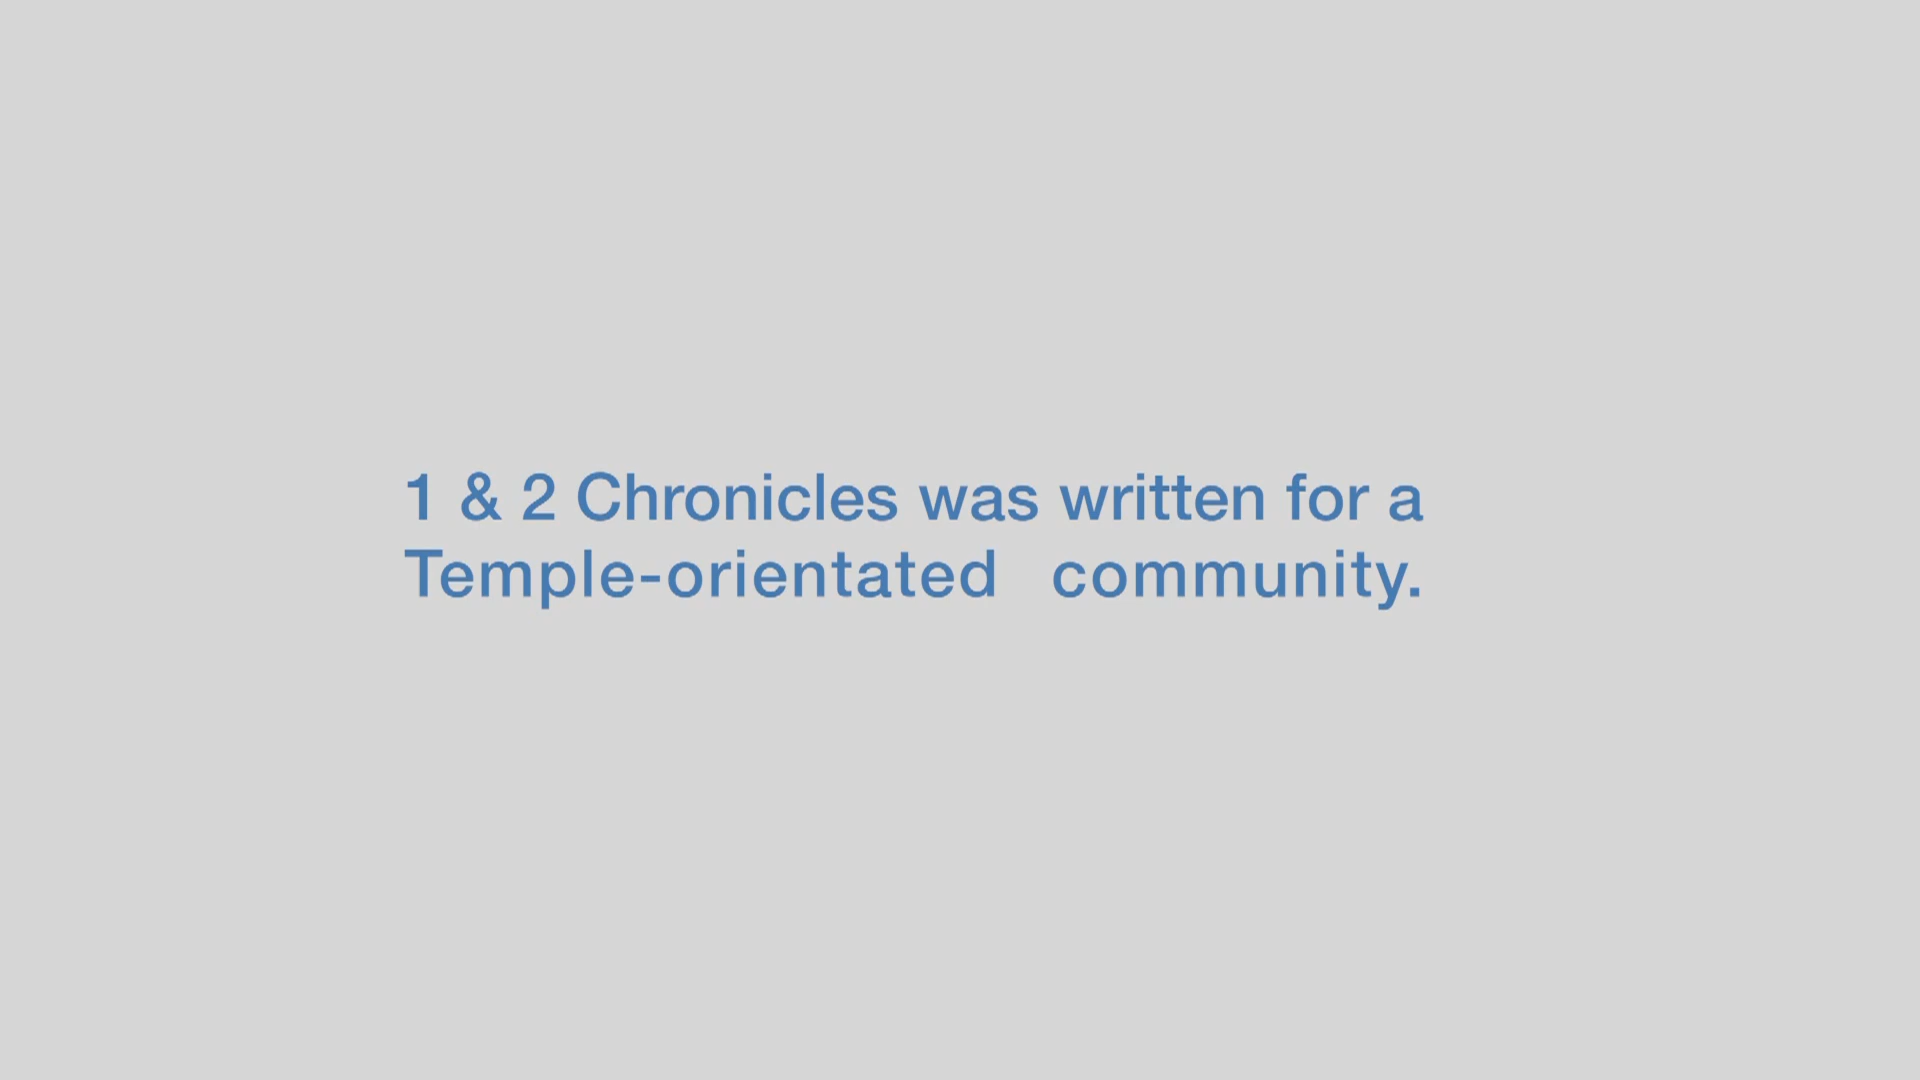 1 & 2 Chronicles was written for a
Temple-orientated community.